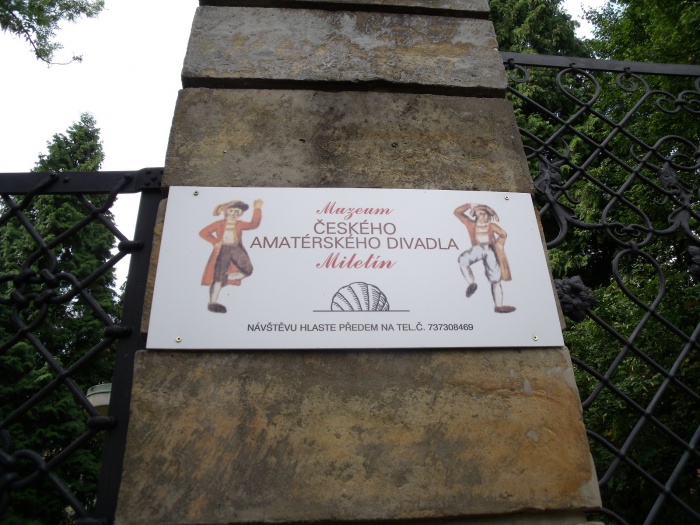 Muzeum
ČESKÉHO
AMATÉRSKÉHO DIVADLA
Miletín
NÁVŠTĚVU HLASTE PŘEDEM NA TEL.Č. 737308469